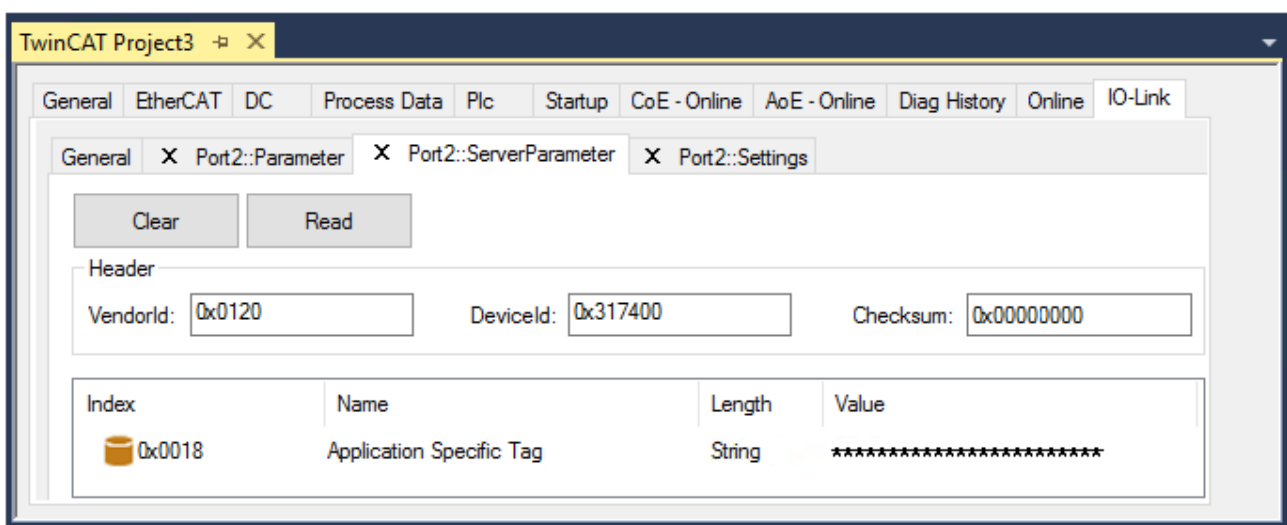 TwinCAT Project3
General EtherCAT DC Process Data Plc Startup CoE - Online AoE - Online Diag History Online IO-Link
General X Port2::Parameter X Port2::ServerParameter X Port2::Settings
Clear Read
Header
VendorId: 0x0120 DeviceId: 0x317400 Checksum: 0x00000000
Index Name Length Value
0x0018 Application Specific Tag String ************************